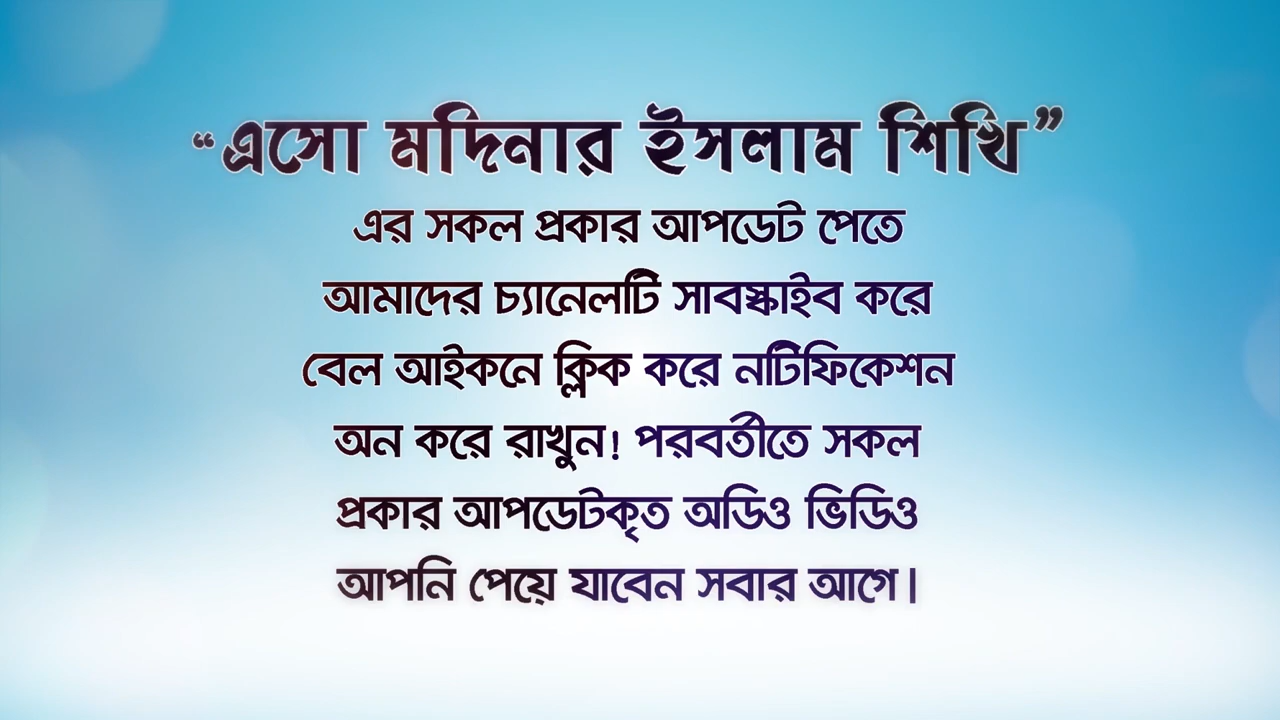 “এসো মদিনার ইসলাম শিখি”
এর সকল প্রকার আপডেট পেতে
আমাদের চ্যানেলটি সাবস্ক্রাইব করে
বেল আইকনে ক্লিক করে নটিফিকেশন
অন করে রাখুন! পরবর্তীতে সকল
প্রকার আপডেটকৃত অডিও ভিডিও
আপনি পেয়ে যাবেন সবার আগে।